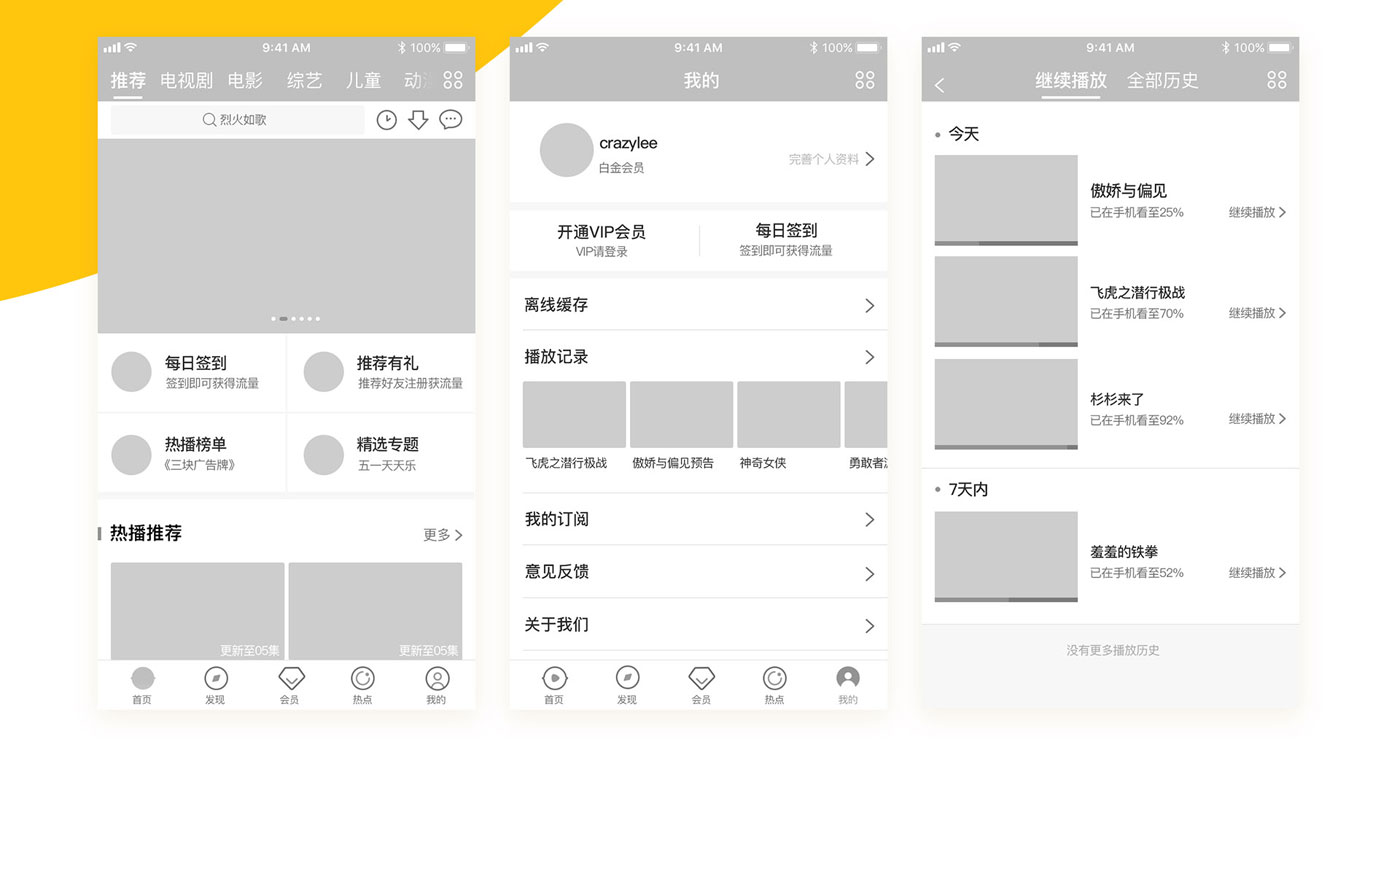 9:41 AM
100%
推荐 电视剧 电影 综艺 儿童 动
烈火如歌
每日签到
签到即可获得流量
推荐有礼
推荐好友注册获流量
热播榜单
《三块广告牌》
精选专题
五一天天乐
热播推荐
更多
更新至05集
更新至05集
首页 发现 会员 热点 我的
9:41 AM
100%
我的
crazylee
白金会员
完善个人资料
开通VIP会员
VIP请登录
每日签到
签到即可获得流量
离线缓存
播放记录
飞虎之潜行极战 傲娇与偏见预告 神奇女侠 勇敢者
我的订阅
意见反馈
关于我们
首页 发现 会员 热点 我的
9:41 AM
100%
继续播放 全部历史
今天
傲娇与偏见
已在手机看至25%
继续播放
飞虎之潜行极战
已在手机看至70%
继续播放
杉杉来了
已在手机看至92%
继续播放
7天内
羞羞的铁拳
已在手机看至52%
继续播放
没有更多播放历史